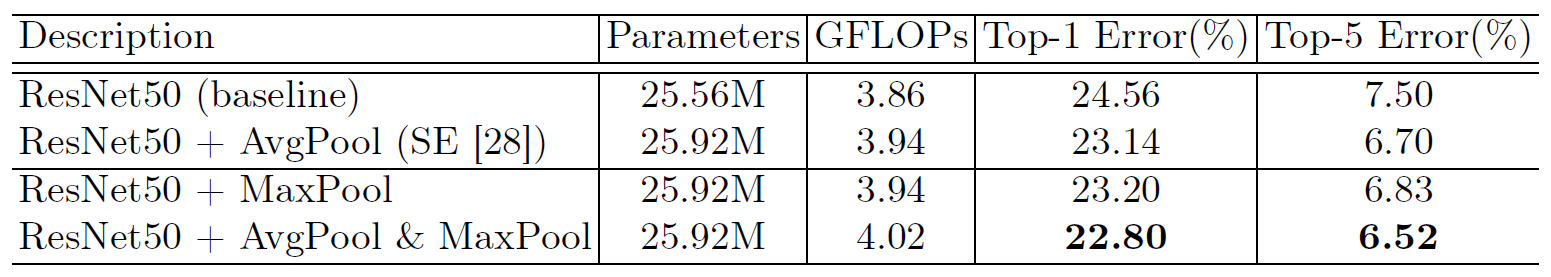 Description Parameters GFLOPs Top-1 Error(%) Top-5 Error(%)
ResNet50 (baseline) 25.56M 3.86 24.56 7.50
ResNet50 + AvgPool (SE [28]) 25.92M 3.94 23.14 6.70
ResNet50 + MaxPool 25.92M 3.94 23.20 6.83
ResNet50 + AvgPool & MaxPool 25.92M 4.02 22.80 6.52